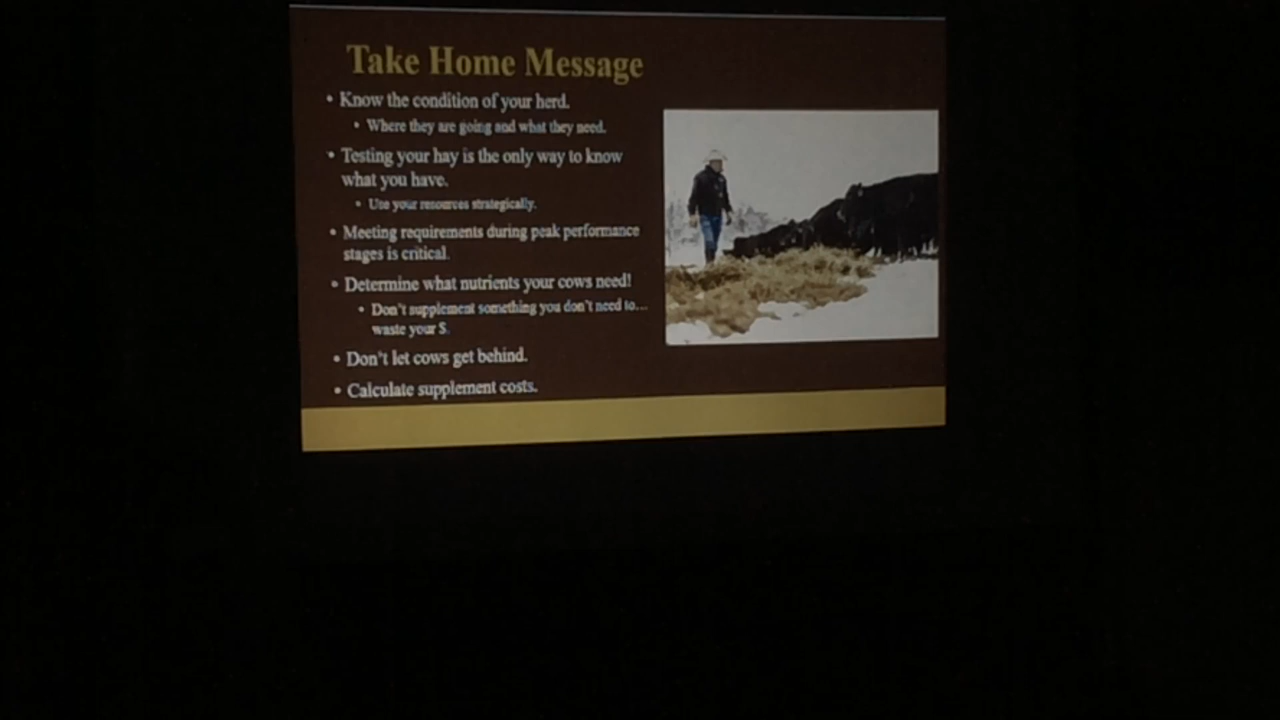 Take Home Message
• Know the condition of your herd.
• Where they are going and what they need.
• Testing your hay is the only way to know
what you have.
• Use your resources strategically.
• Meeting requirements during peak performance
stages is critical.
• Determine what nutrients your cows need!
• Don't supplement something you don't need to...
waste your $.
• Don't let cows get behind.
• Calculate supplement costs.